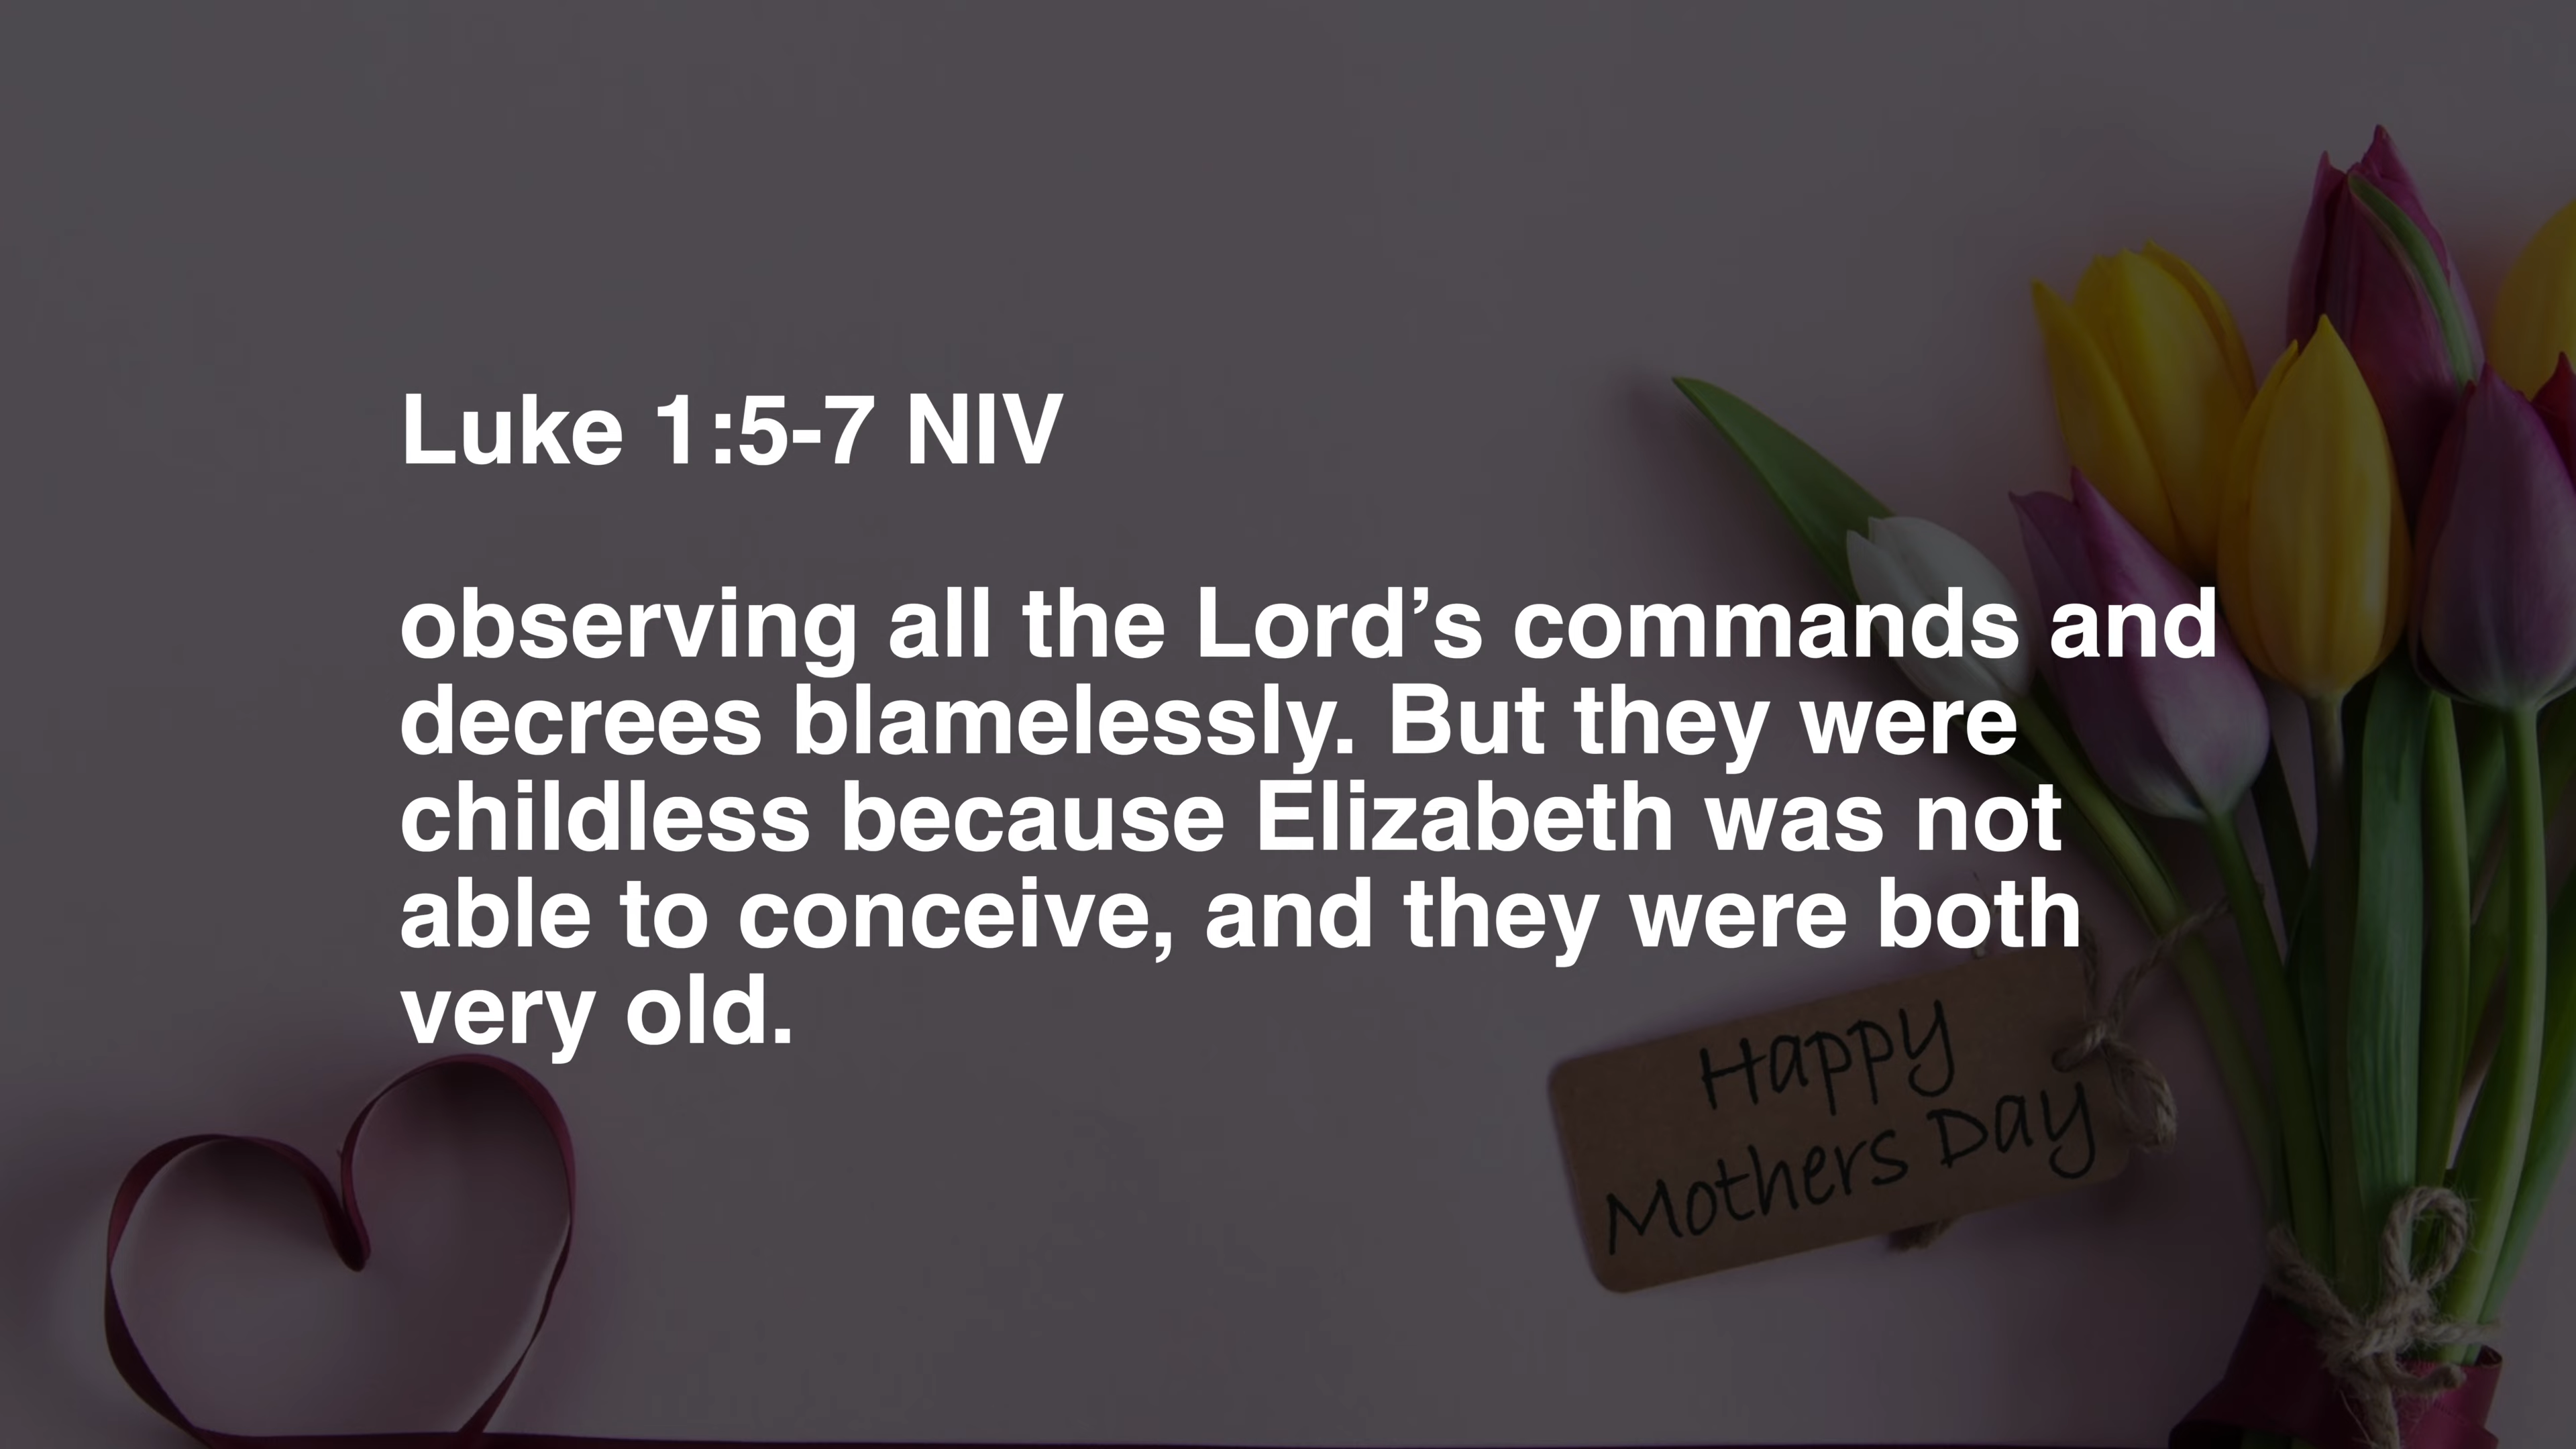 Luke 1:5-7 NIV
observing all the Lord’s commands and
decrees blamelessly. But they were
childless because Elizabeth was not
able to conceive, and they were both
very old.
Happy
Mothers Day